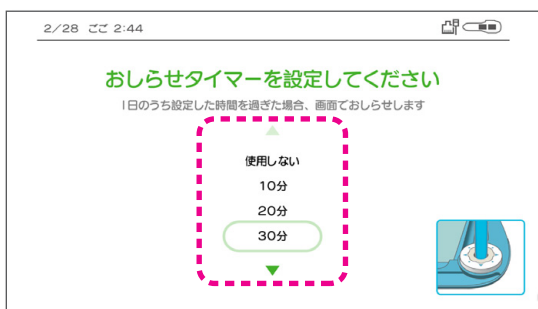 2/28 ごご 2:44
おしらせタイマーを設定してください
1日のうち設定した時間を過ぎた場合、画面でおしらせします
使用しない
10分
20分
30分